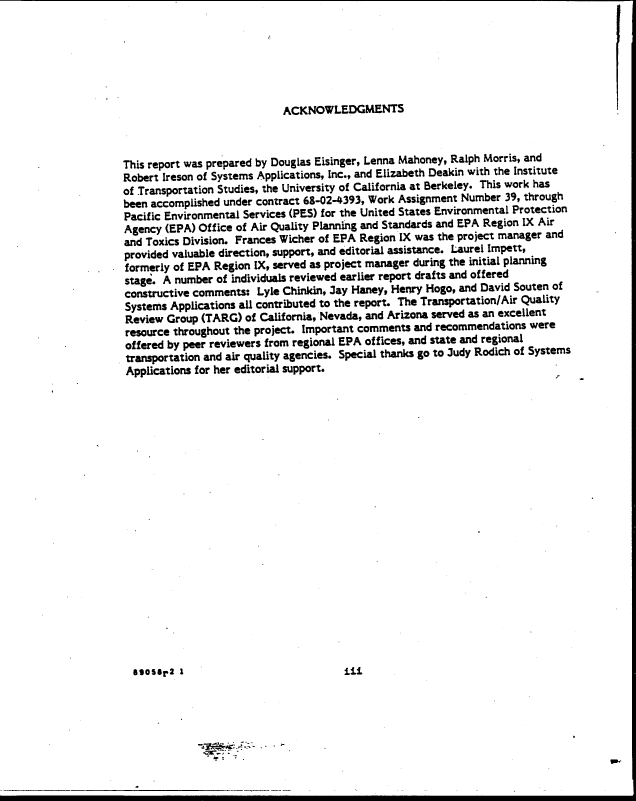 ACKNOWLEDGMENTS
This report was prepared by Douglas Eisinger, Lenna Mahoney, Ralph Morris, and
Robert Ireson of Systems Applications, Inc., and Elizabeth Deakin with the Institute
of Transportation Studies, the University of California at Berkeley. This work has
been accomplished under contract 68-02-4393, Work Assignment Number 39, through
Pacific Environmental Services (PES) for the United States Environmental Protection
Agency (EPA) Office of Air Quality Planning and Standards and EPA Region IX Air
and Toxics Division. Frances Wicher of EPA Region IX was the project manager and
provided valuable direction, support, and editorial assistance. Laurel Impett,
formerly of EPA Region IX, served as project manager during the initial planning
stage. A number of individuals reviewed earlier report drafts and offered
constructive comments: Lyle Chinkin, Jay Haney, Henry Hogo, and David Souten of
Systems Applications all contributed to the report. The Transportation/Air Quality
Review Group (TARG) of California, Nevada, and Arizona served as an excellent
resource throughout the project. Important comments and recommendations were
offered by peer reviewers from regional EPA offices, and state and regional
transportation and air quality agencies. Special thanks go to Judy Rodich of Systems
Applications for her editorial support.
89058r2 1
iii